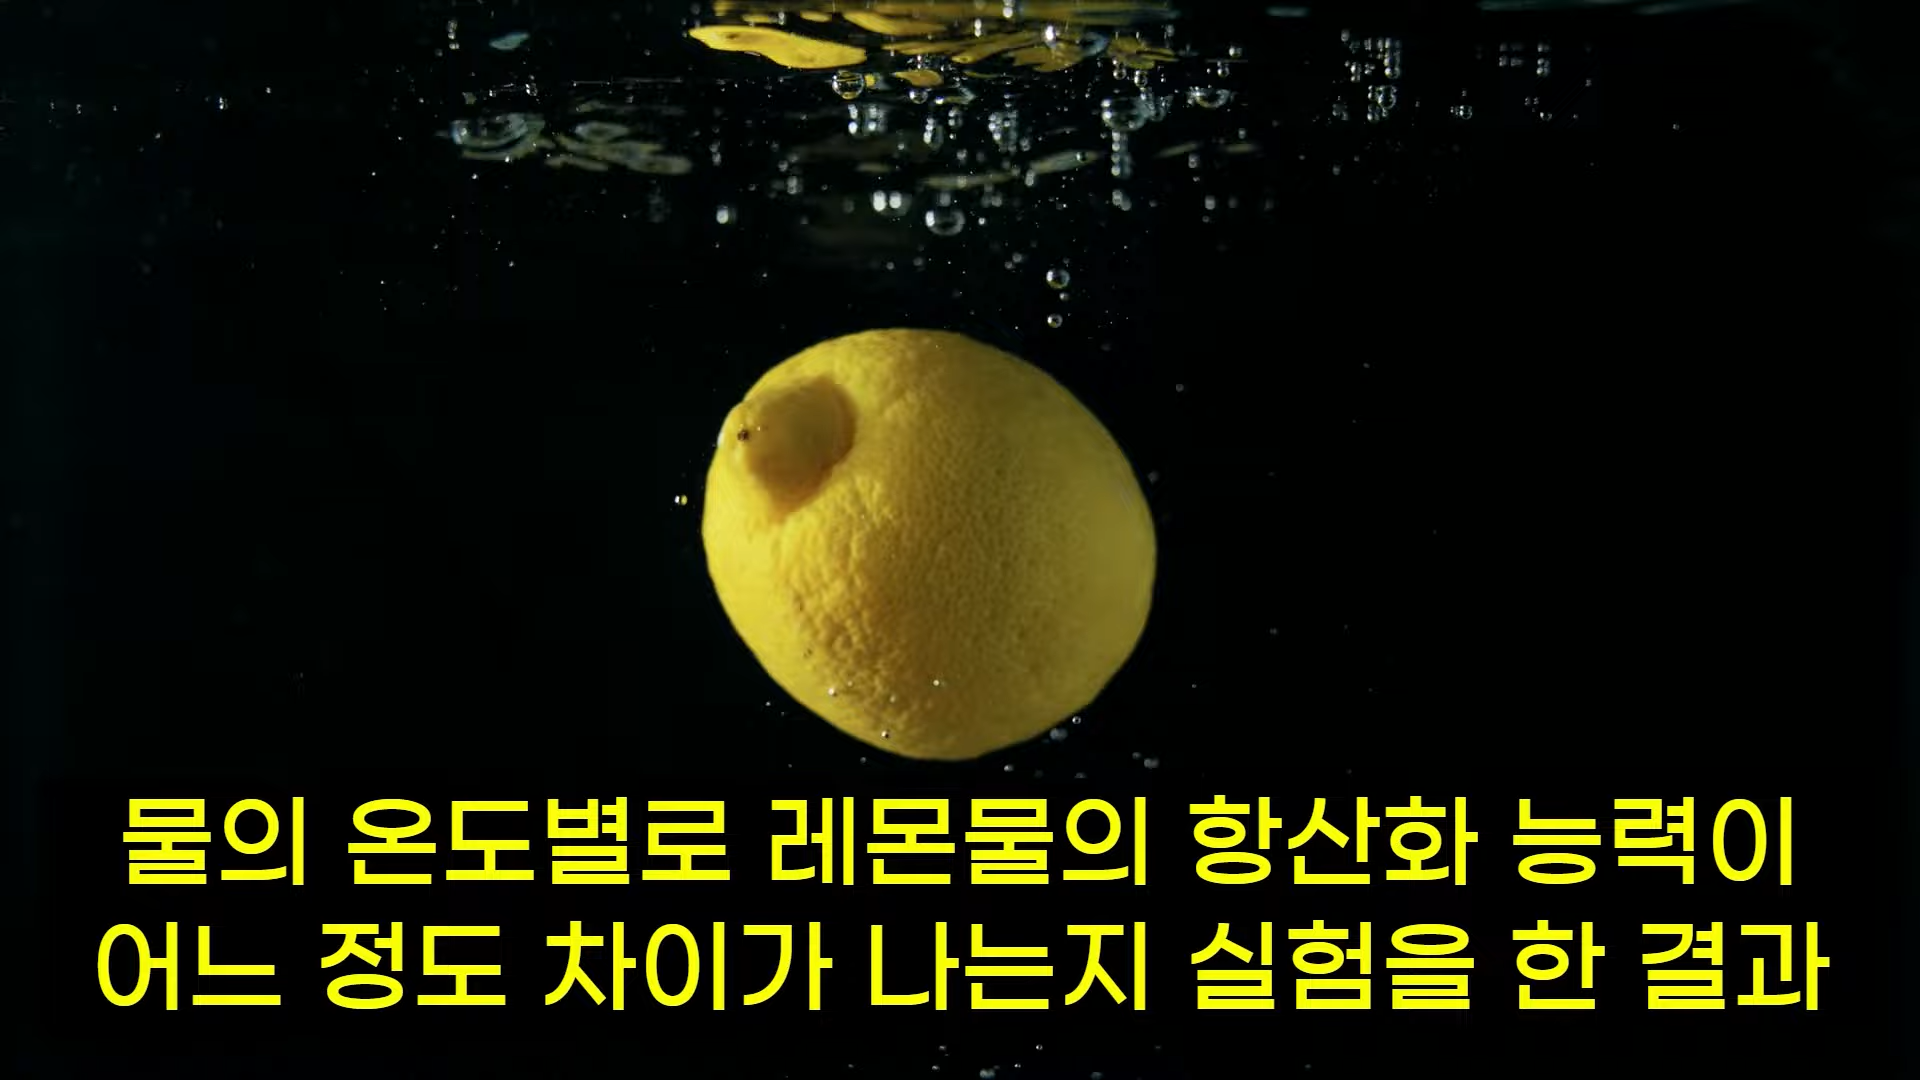 물의 온도별로 레몬물의 항산화 능력이
어느 정도 차이가 나는지 실험을 한 결과